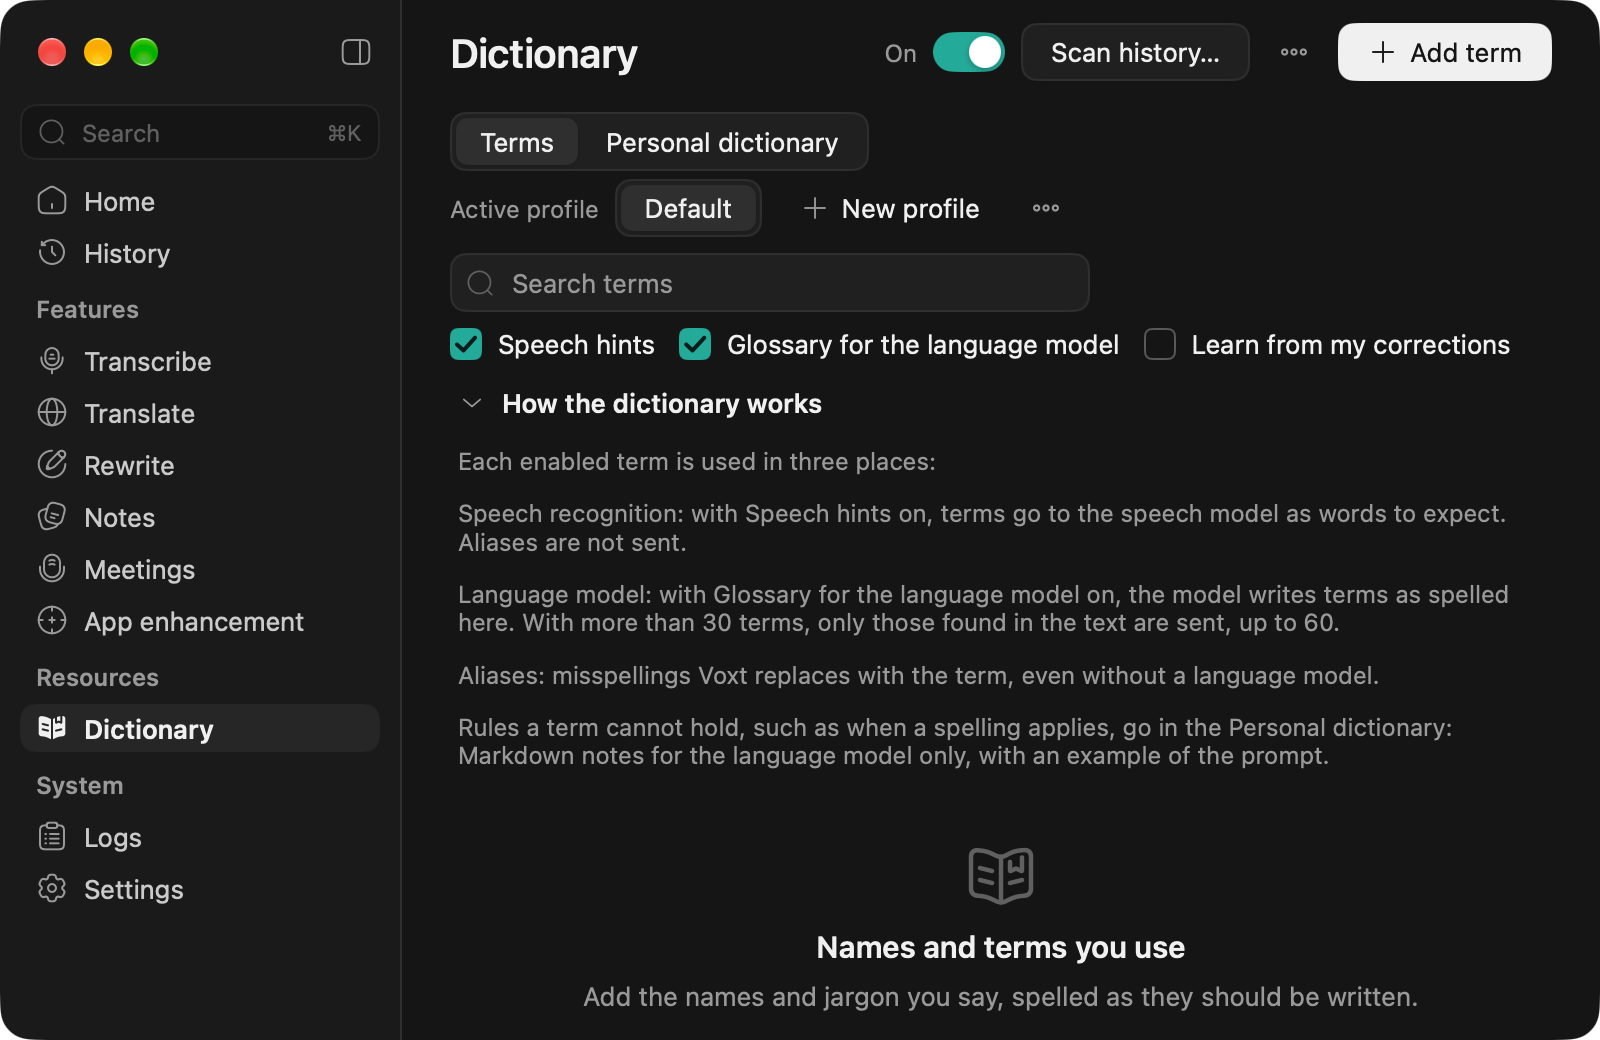 Search ⌘K
Home
History
Features
Transcribe
Translate
Rewrite
Notes
Meetings
App enhancement
Resources
Dictionary
System
Logs
Settings
Dictionary
On
Scan history...
Add term
Terms
Personal dictionary
Active profile
Default
New profile
Search terms
Speech hints
Glossary for the language model
Learn from my corrections
How the dictionary works
Each enabled term is used in three places:
Speech recognition: with Speech hints on, terms go to the speech model as words to expect.
Aliases are not sent.
Language model: with Glossary for the language model on, the model writes terms as spelled
here. With more than 30 terms, only those found in the text are sent, up to 60.
Aliases: misspellings Voxt replaces with the term, even without a language model.
Rules a term cannot hold, such as when a spelling applies, go in the Personal dictionary:
Markdown notes for the language model only, with an example of the prompt.
Names and terms you use
Add the names and jargon you say, spelled as they should be written.